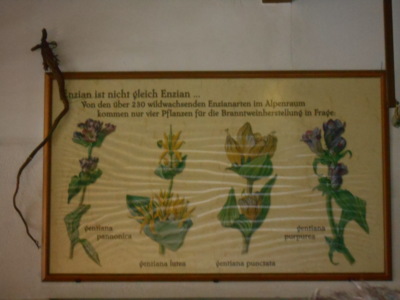 Enzian ist nicht gleich Enzian ...
Von den über 250 wildwachsenden Enzianarten im Alpenraum
kommen nur vier Pflanzen für die Branntweinherstellung in Frage:
gentiana
pannonica
gentiana lutea
gentiana punctata
gentiana
purpurea